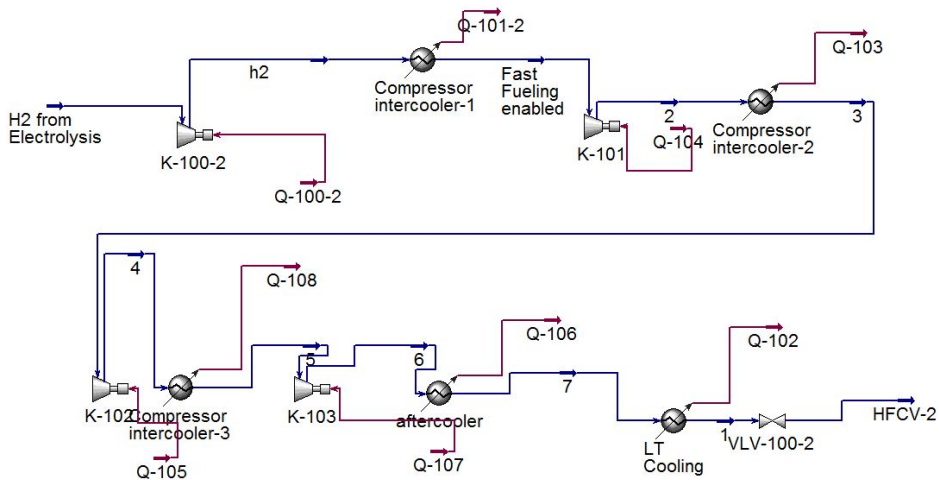 Q-101-2
h2
Compressor
intercooler-1
Fast
Fueling
enabled
Q-103
H2 from
Electrolysis
K-100-2
Q-100-2
K-101
2
Q-104
Compressor
intercooler-2
3
4
Q-108
K-102
Compressor
intercooler-3
Q-105
5
K-103
6
Q-106
aftercooler
Q-107
7
Q-102
LT
Cooling
1
VLV-100-2
HFCV-2